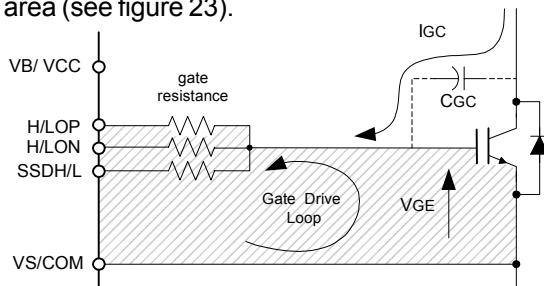 area (see figure 23).
IGC
VB/ VCC
gate
resistance
CGC
H/LOP
H/LON
SSDH/L
Gate Drive
Loop
VGE
VS/COM